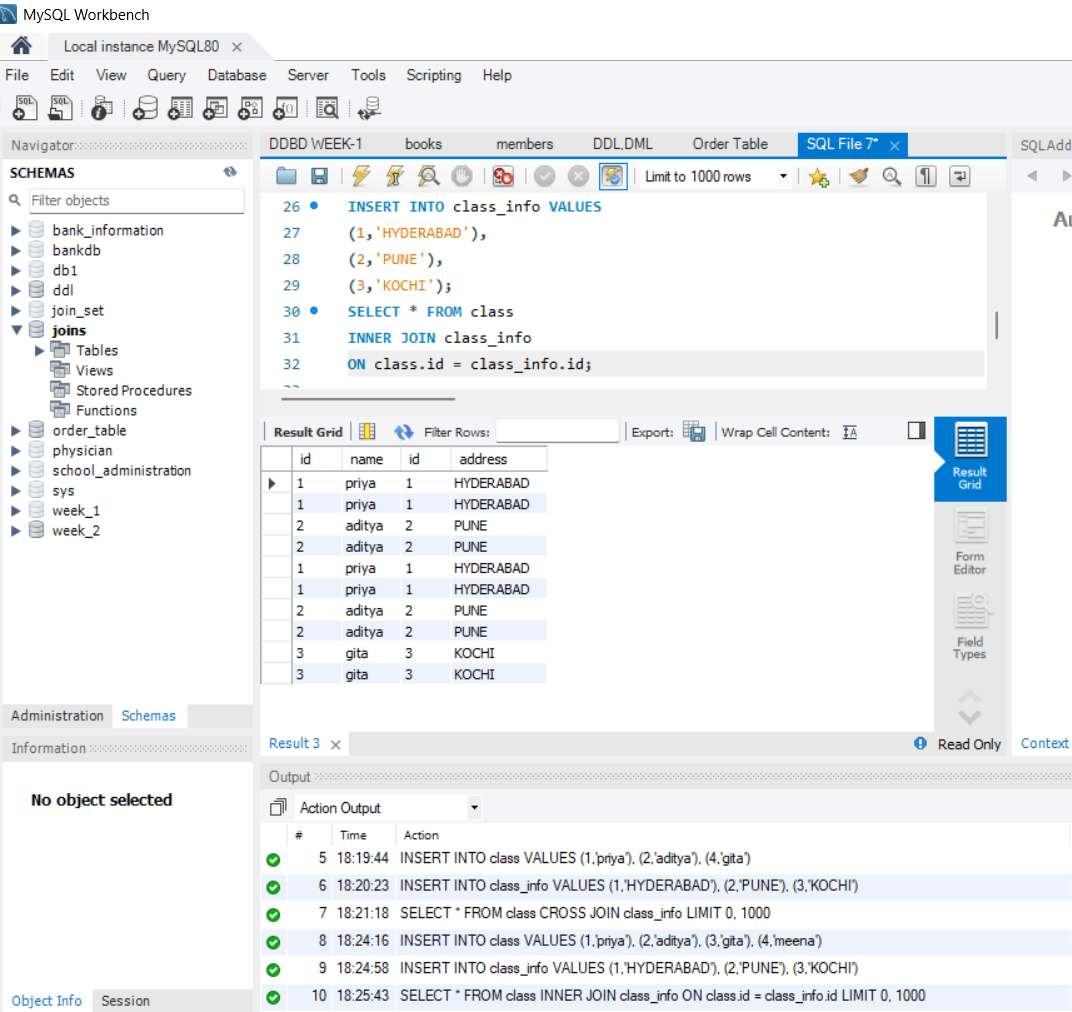 MySQL Workbench
Local instance MySQL80
File Edit View Query Database Server Tools Scripting Help
Navigator
SCHEMAS
Filter objects
bank_information
bankdb
db1
ddl
join_set
joins
Tables
Views
Stored Procedures
Functions
order_table
physician
school_administration
sys
week_1
week_2
Administration Schemas
Information
No object selected
Object Info Session
DDBD WEEK-1 books members DDL,DML Order Table SQL File 7*
Limit to 1000 rows
26 INSERT INTO class_info VALUES
27 (1,'HYDERABAD'),
28 (2,'PUNE'),
29 (3,'KOCHI');
30 SELECT * FROM class
31 INNER JOIN class_info
32 ON class.id = class_info.id;
Result Grid Filter Rows: Export: Wrap Cell Content:
id name id address
1 priya 1 HYDERABAD
1 priya 1 HYDERABAD
2 aditya 2 PUNE
2 aditya 2 PUNE
1 priya 1 HYDERABAD
1 priya 1 HYDERABAD
2 aditya 2 PUNE
2 aditya 2 PUNE
3 gita 3 KOCHI
3 gita 3 KOCHI
Result
Grid
Form
Editor
Field
Types
Result 3
Read Only
Output
Action Output
# Time Action
5 18:19:44 INSERT INTO class VALUES (1,'priya'), (2,'aditya'), (4,'gita')
6 18:20:23 INSERT INTO class_info VALUES (1,'HYDERABAD'), (2,'PUNE'), (3,'KOCHI')
7 18:21:18 SELECT * FROM class CROSS JOIN class_info LIMIT 0, 1000
8 18:24:16 INSERT INTO class VALUES (1,'priya'), (2,'aditya'), (3,'gita'), (4,'meena')
9 18:24:58 INSERT INTO class_info VALUES (1,'HYDERABAD'), (2,'PUNE'), (3,'KOCHI')
10 18:25:43 SELECT * FROM class INNER JOIN class_info ON class.id = class_info.id LIMIT 0, 1000
SQLAdd
Au
Context